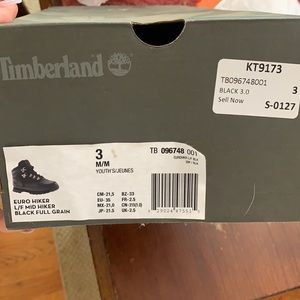 Timberland
KT9173
TB096748001
BLACK 3.0
3
Sell Now
S-0127
3
M/M
YOUTH'S/JEUNES
TB 096748 001
EURO HIKER
L/F MID HIKER
BLACK FULL GRAIN
CM-21,5 BZ-33
EU-35 FR-2.5
MX-21,0
JP-21,5 UK-2.5